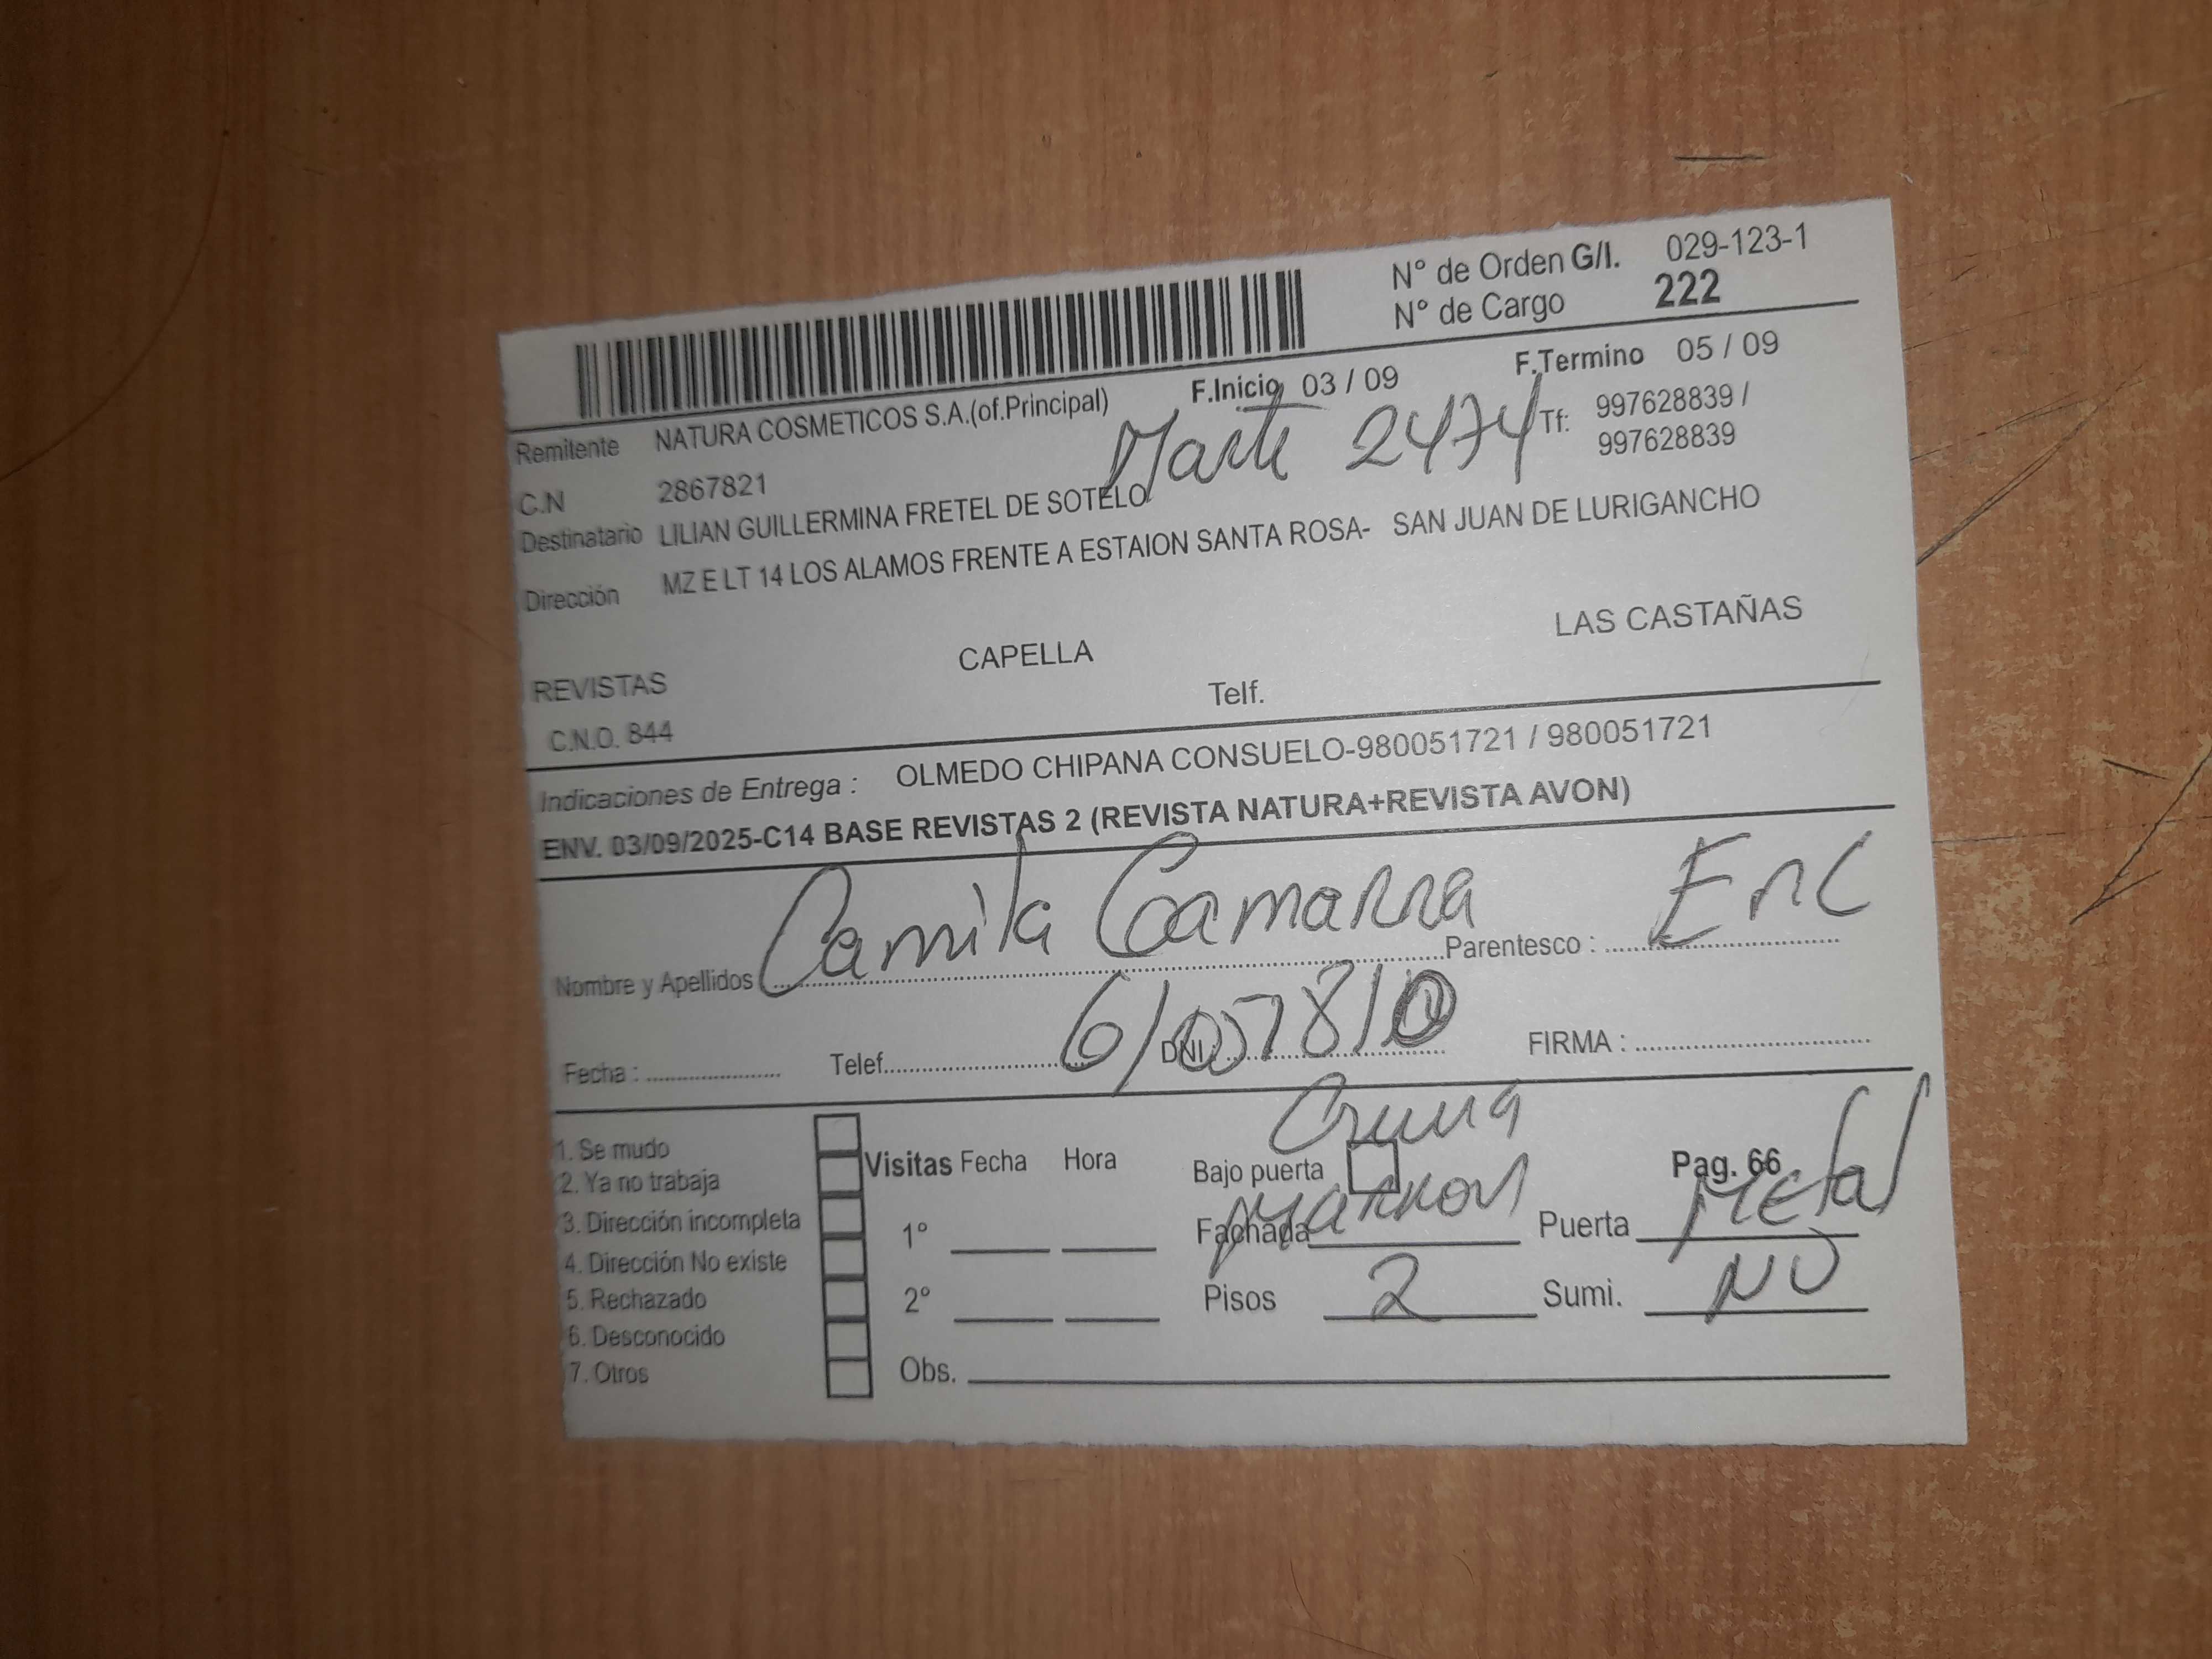 N° de Orden G/I. 029-123-1
N° de Cargo 222
F.Inicio 03 / 09 F.Termino 05 / 09
Remitente NATURA COSMETICOS S.A.(of.Principal)
Marte 2474 Tf: 997628839 /
997628839
C.N 2867821
Destinatario LILIAN GUILLERMINA FRETEL DE SOTELO
Dirección MZ E LT 14 LOS ALAMOS FRENTE A ESTAION SANTA ROSA- SAN JUAN DE LURIGANCHO
REVISTAS CAPELLA LAS CASTAÑAS
C.N.O. 844 Telf.
Indicaciones de Entrega : OLMEDO CHIPANA CONSUELO-980051721 / 980051721
ENV. 03/09/2025-C14 BASE REVISTAS 2 (REVISTA NATURA+REVISTA AVON)
Nombre y Apellidos Camila Camarra Parentesco : Enc
Fecha : Telef. DNI : 61057810 FIRMA :
Crema
1. Se mudo Visitas Fecha Hora Bajo puerta Pag. 66
2. Ya no trabaja
3. Dirección incompleta 1° Fachada Marron Puerta Metal
4. Dirección No existe
5. Rechazado 2° Pisos 2 Sumi. NO
6. Desconocido
7. Otros Obs.